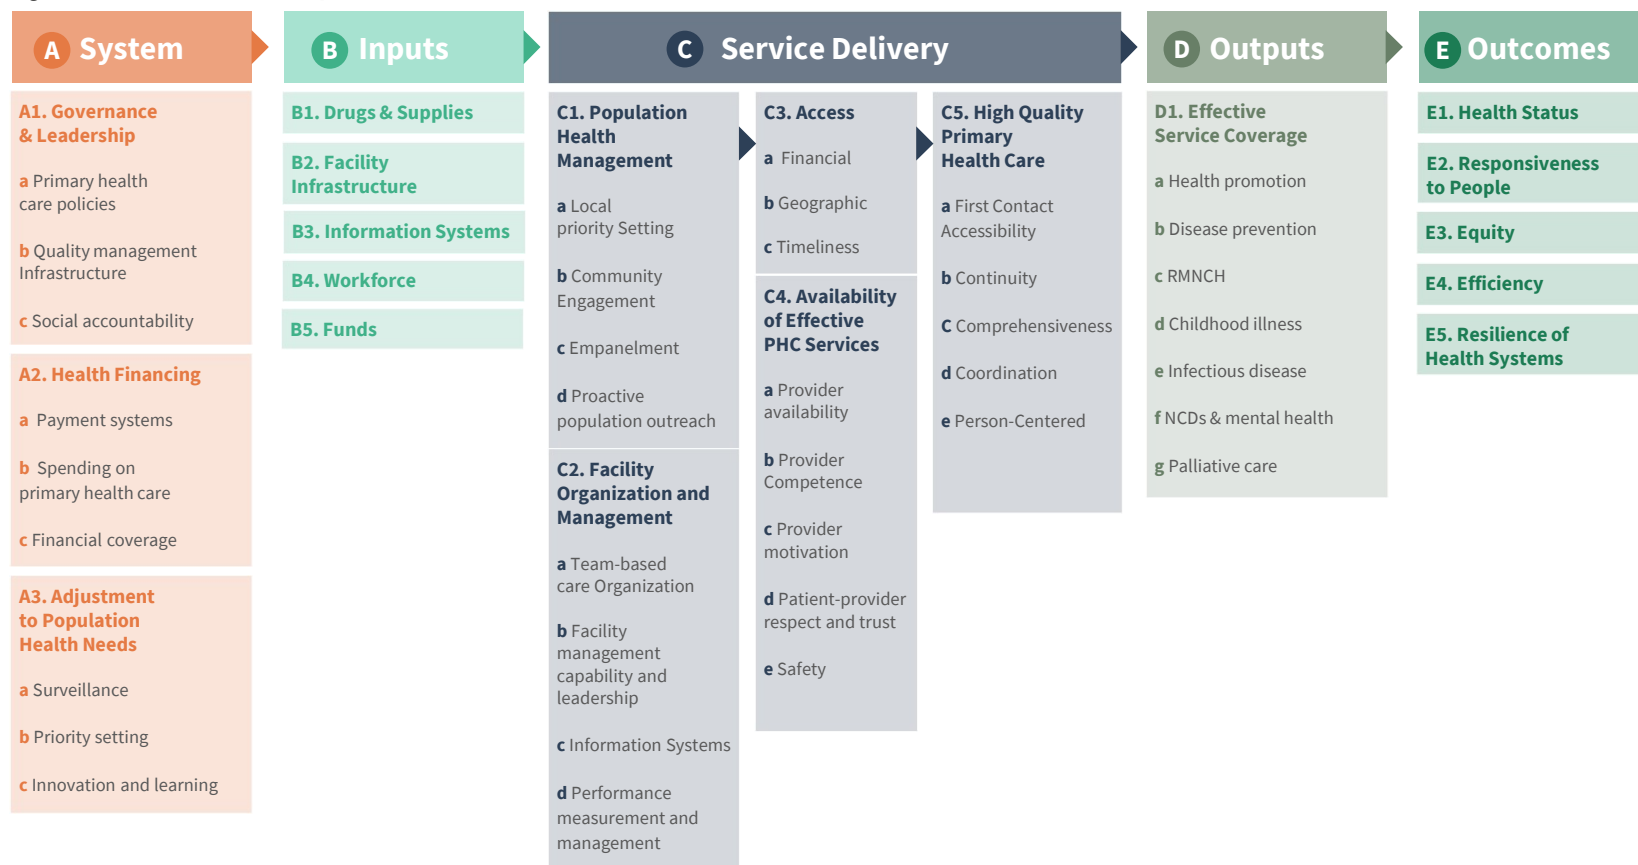 A System
A1. Governance
& Leadership
a Primary health
care policies
b Quality management
Infrastructure
c Social accountability
A2. Health Financing
a Payment systems
b Spending on
primary health care
c Financial coverage
A3. Adjustment
to Population
Health Needs
a Surveillance
b Priority setting
c Innovation and learning
B Inputs
B1. Drugs & Supplies
B2. Facility
Infrastructure
B3. Information Systems
B4. Workforce
B5. Funds
C Service Delivery
C1. Population
Health
Management
a Local
priority Setting
b Community
Engagement
c Empanelment
d Proactive
population outreach
C2. Facility
Organization and
Management
a Team-based
care Organization
b Facility
management
capability and
leadership
c Information Systems
d Performance
measurement and
management
C3. Access
a Financial
b Geographic
c Timeliness
C4. Availability
of Effective
PHC Services
a Provider
availability
b Provider
Competence
c Provider
motivation
d Patient-provider
respect and trust
e Safety
C5. High Quality
Primary
Health Care
a First Contact
Accessibility
b Continuity
C Comprehensiveness
d Coordination
e Person-Centered
D Outputs
D1. Effective
Service Coverage
a Health promotion
b Disease prevention
c RMNCH
d Childhood illness
e Infectious disease
f NCDs & mental health
g Palliative care
E Outcomes
E1. Health Status
E2. Responsiveness
to People
E3. Equity
E4. Efficiency
E5. Resilience of
Health Systems